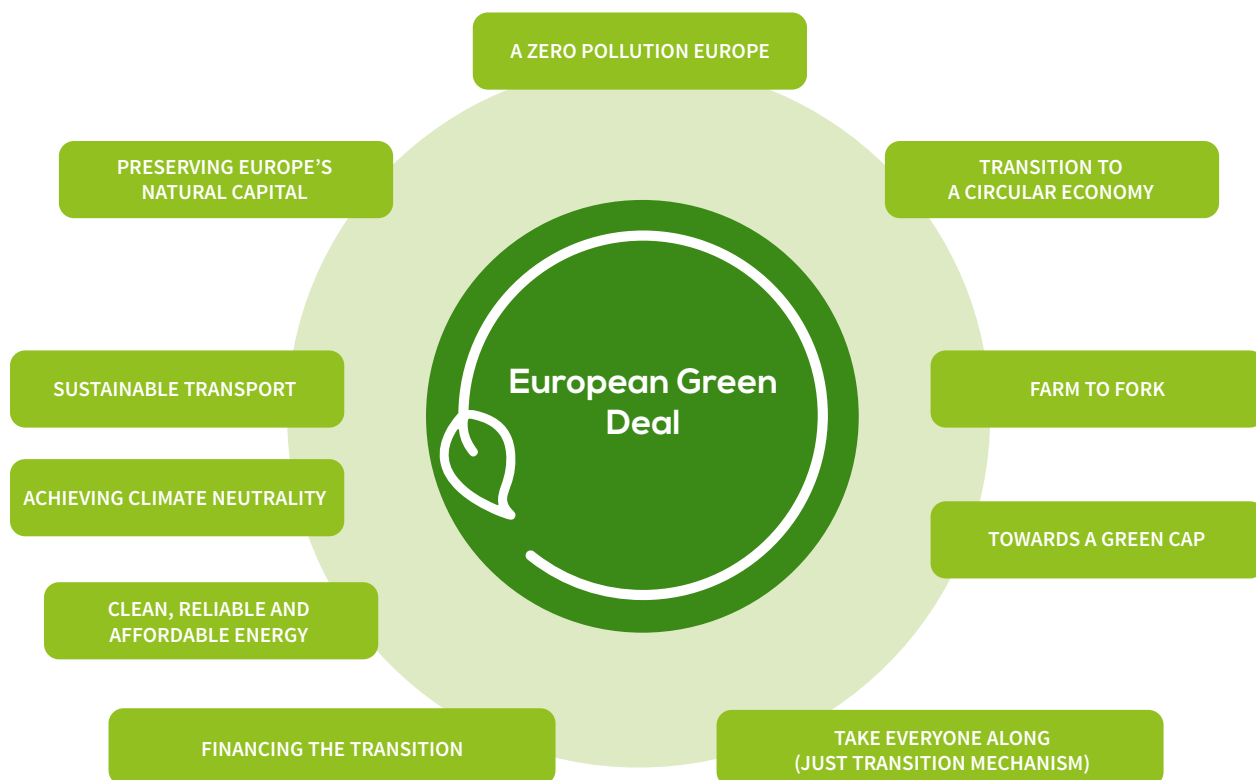 A ZERO POLLUTION EUROPE
PRESERVING EUROPE’S
NATURAL CAPITAL
TRANSITION TO
A CIRCULAR ECONOMY
European Green
Deal
SUSTAINABLE TRANSPORT
FARM TO FORK
ACHIEVING CLIMATE NEUTRALITY
TOWARDS A GREEN CAP
CLEAN, RELIABLE AND
AFFORDABLE ENERGY
FINANCING THE TRANSITION
TAKE EVERYONE ALONG
(JUST TRANSITION MECHANISM)